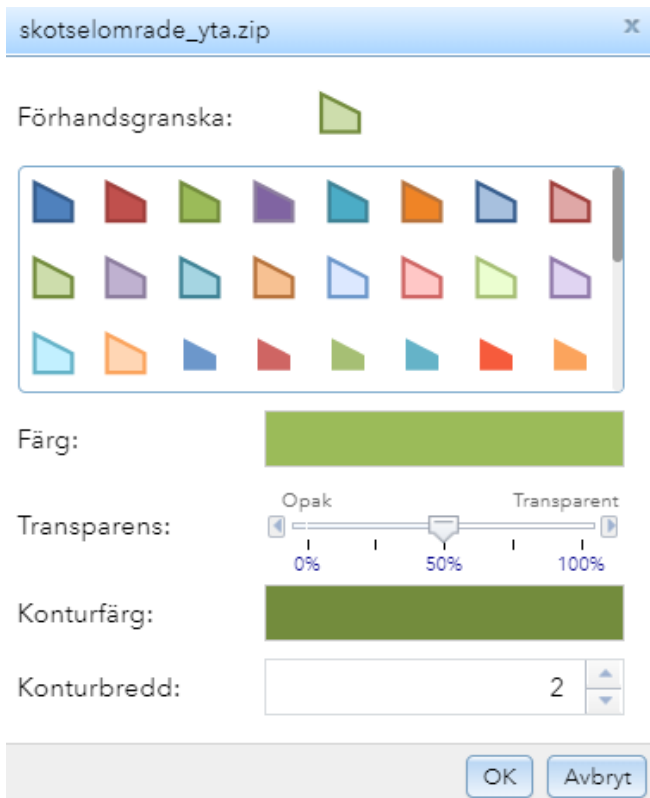 skotselomrade_yta.zip x
Förhandsgranska:
Färg:
Opak Transparent
Transparens:
0% 50% 100%
Konturfärg:
Konturbredd: 2
OK Avbryt